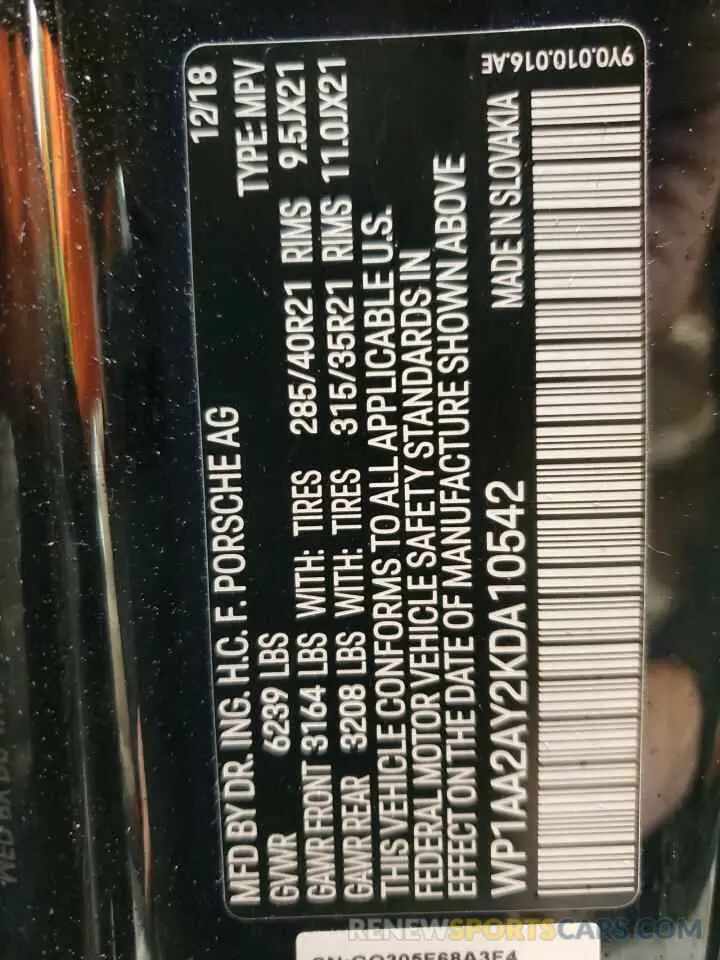 MFD BY DR. ING. H.C. F. PORSCHE AG 12/18
GVWR 6239 LBS TYPE: MPV
GAWR FRONT 3164 LBS WITH: TIRES 285/40R21 RIMS 9.5JX21
GAWR REAR 3208 LBS WITH: TIRES 315/35R21 RIMS 11.0JX21
THIS VEHICLE CONFORMS TO ALL APPLICABLE U.S.
FEDERAL MOTOR VEHICLE SAFETY STANDARDS IN
EFFECT ON THE DATE OF MANUFACTURE SHOWN ABOVE
WP1AA2AY2KDA10542 MADE IN SLOVAKIA
9Y0.010.016.AE
RENEWSPORTSCARS.COM